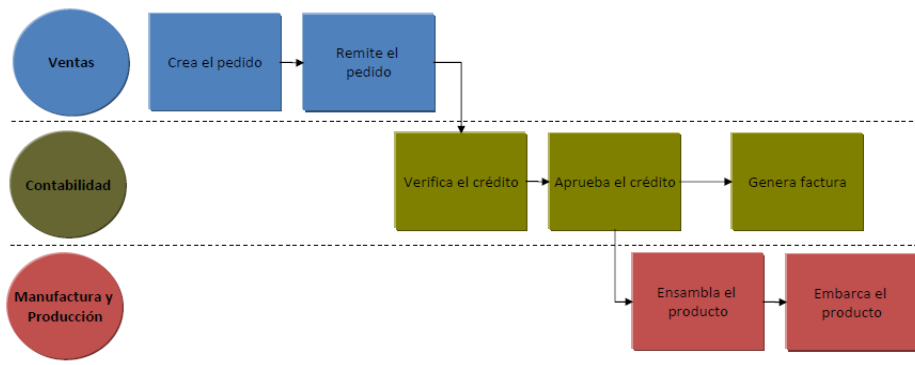 Ventas
Crea el pedido
Remite el
pedido
Contabilidad
Verifica el crédito
Aprueba el crédito
Genera factura
Manufactura y
Producción
Ensambla el
producto
Embarca el
producto